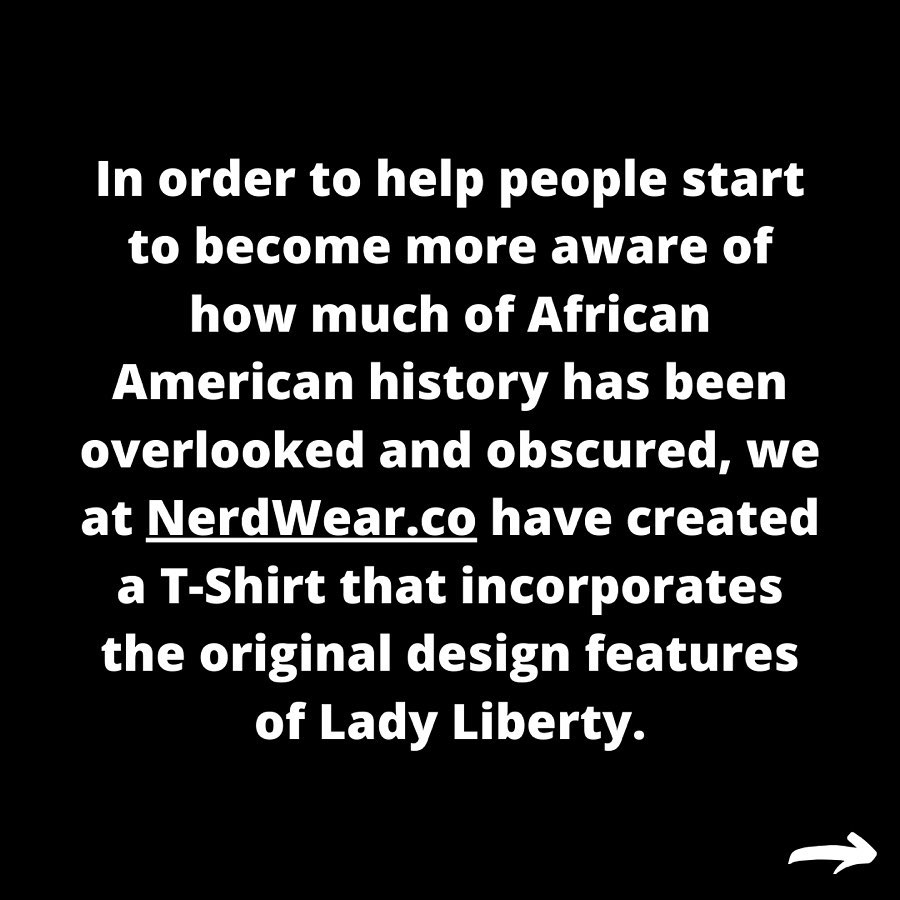 In order to help people start
to become more aware of
how much of African
American history has been
overlooked and obscured, we
at NerdWear.co have created
a T-Shirt that incorporates
the original design features
of Lady Liberty.